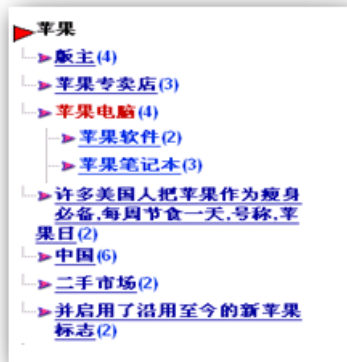 苹果
版主(4)
苹果专卖店(3)
苹果电脑(4)
苹果软件(2)
苹果笔记本(3)
许多美国人把苹果作为瘦身
必备,每周节食一天,号称,苹
果日(2)
中国(6)
二手市场(2)
并启用了沿用至今的新苹果
标志(2)